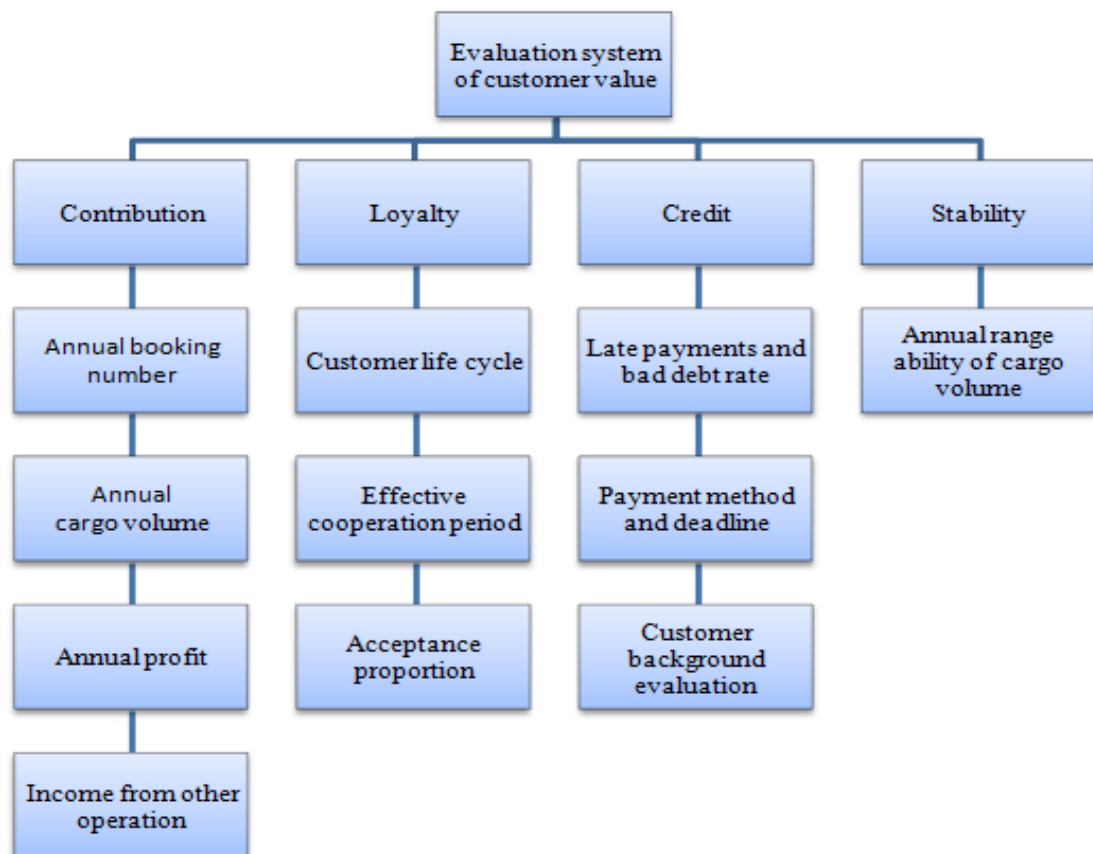 Evaluation system
of customer value
Contribution
Loyalty
Credit
Stability
Annual booking
number
Customer life cycle
Late payments and
bad debt rate
Annual range
ability of cargo
volume
Annual
cargo volume
Effective
cooperation period
Payment method
and deadline
Annual profit
Acceptance
proportion
Customer
background
evaluation
Income from other
operation